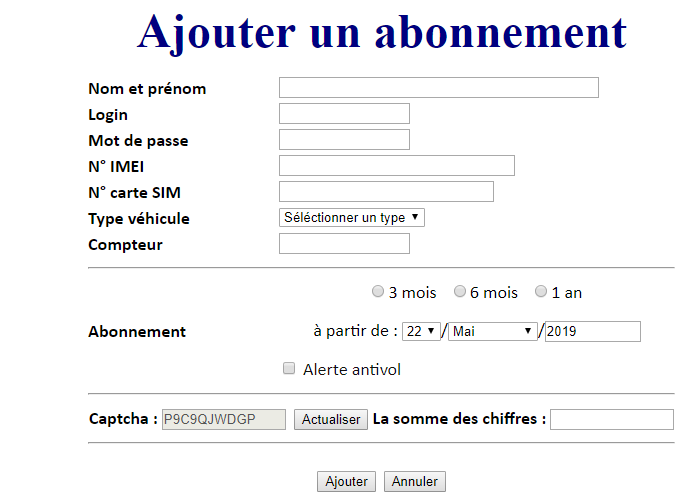 Ajouter un abonnement
Nom et prénom
Login
Mot de passe
N° IMEI
N° carte SIM
Type véhicule Séléctionner un type
Compteur
3 mois 6 mois 1 an
Abonnement à partir de : 22 / Mai / 2019
Alerte antivol
Captcha : P9C9QJWDGP Actualiser La somme des chiffres :
Ajouter Annuler